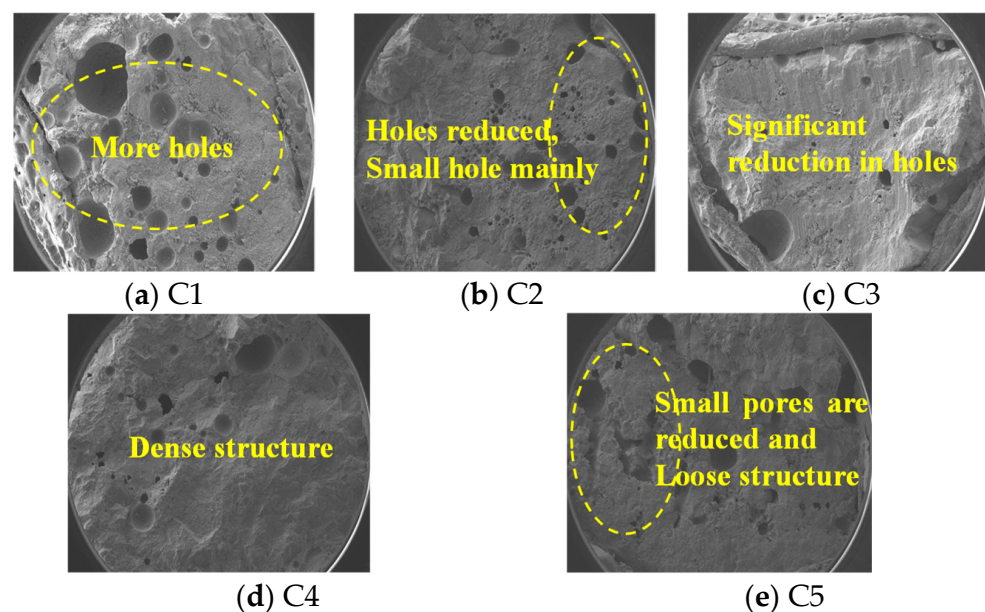 More holes
Holes reduced,
Small hole mainly
Significant
reduction in holes
(a) C1
(b) C2
(c) C3
Dense structure
Small pores are
reduced and
Loose structure
(d) C4
(e) C5